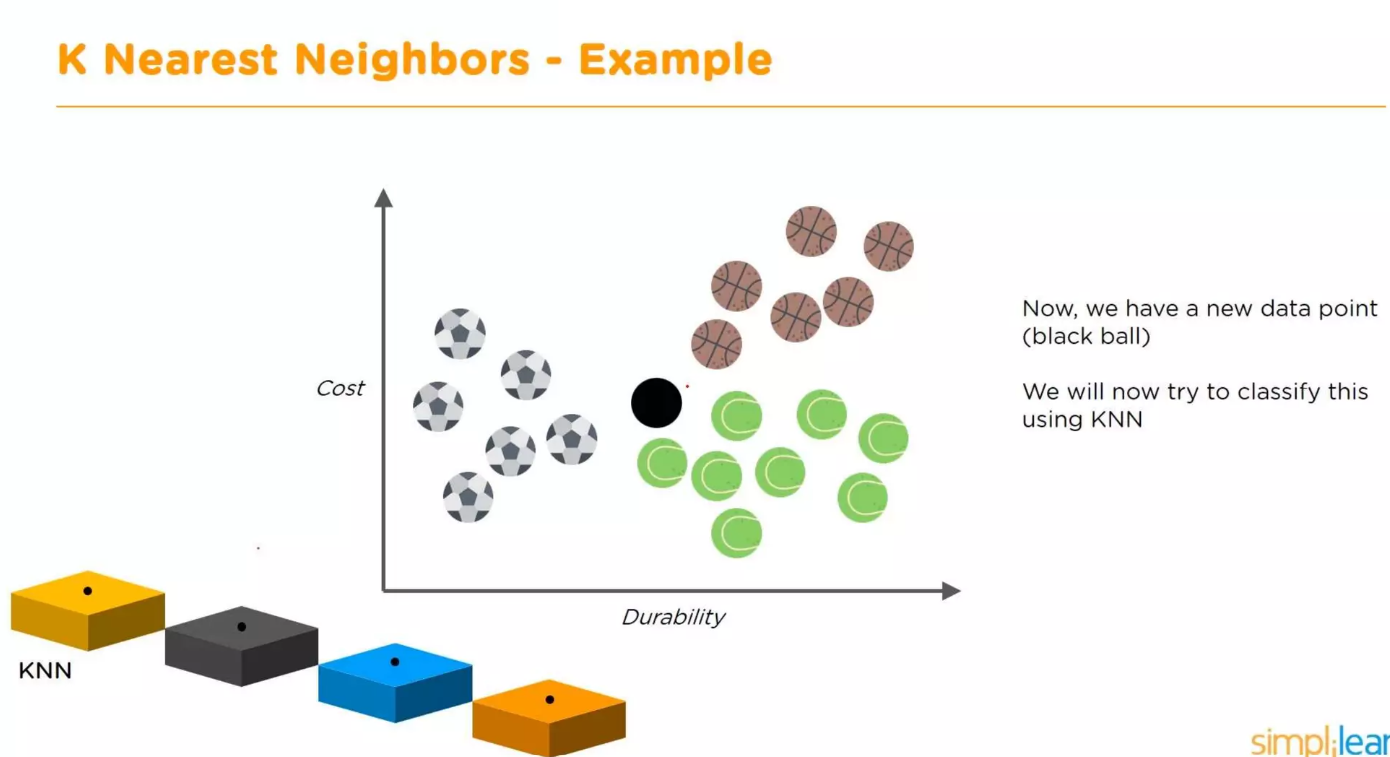 K Nearest Neighbors - Example
Now, we have a new data point
(black ball)
We will now try to classify this
using KNN
Cost
Durability
KNN
simplilear